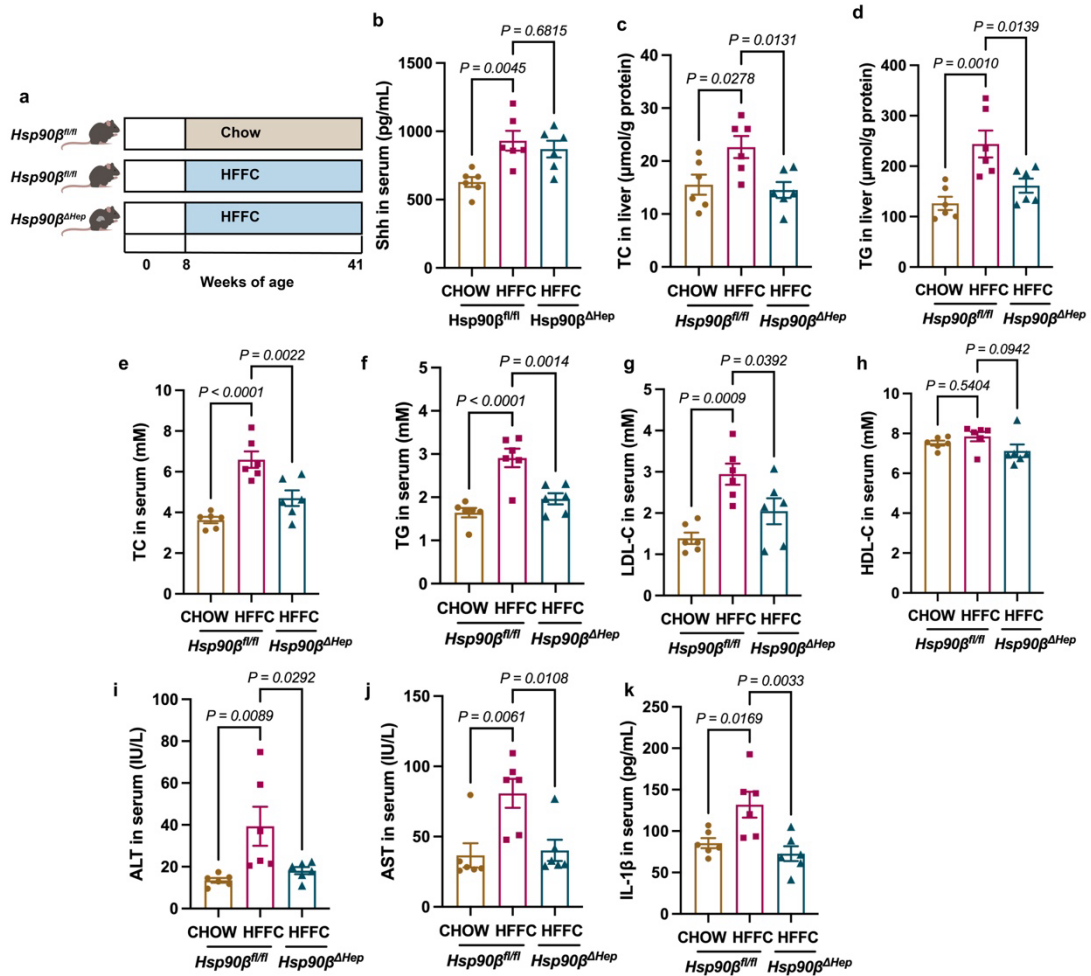 a
Hsp90β^fl/fl
Chow
Hsp90β^fl/fl
HFFC
Hsp90β^ΔHep
HFFC
0 8 41
Weeks of age
b
P = 0.6815
P = 0.0045
Shh in serum (pg/mL)
1500
1000
500
0
CHOW HFFC HFFC
Hsp90β^fl/fl Hsp90β^ΔHep
c
P = 0.0131
P = 0.0278
TC in liver (μmol/g protein)
40
30
20
10
0
CHOW HFFC HFFC
Hsp90β^fl/fl Hsp90β^ΔHep
d
P = 0.0139
P = 0.0010
TG in liver (μmol/g protein)
400
300
200
100
0
CHOW HFFC HFFC
Hsp90β^fl/fl Hsp90β^ΔHep
e
P = 0.0022
P < 0.0001
TC in serum (mM)
10
8
6
4
2
0
CHOW HFFC HFFC
Hsp90β^fl/fl Hsp90β^ΔHep
f
P = 0.0014
P < 0.0001
TG in serum (mM)
5
4
3
2
1
0
CHOW HFFC HFFC
Hsp90β^fl/fl Hsp90β^ΔHep
g
P = 0.0392
P = 0.0009
LDL-C in serum (mM)
5
4
3
2
1
0
CHOW HFFC HFFC
Hsp90β^fl/fl Hsp90β^ΔHep
h
P = 0.0942
P = 0.5404
HDL-C in serum (mM)
10
8
6
4
2
0
CHOW HFFC HFFC
Hsp90β^fl/fl Hsp90β^ΔHep
i
P = 0.0292
P = 0.0089
ALT in serum (IU/L)
100
80
60
40
20
0
CHOW HFFC HFFC
Hsp90β^fl/fl Hsp90β^ΔHep
j
P = 0.0108
P = 0.0061
AST in serum (IU/L)
150
100
50
0
CHOW HFFC HFFC
Hsp90β^fl/fl Hsp90β^ΔHep
k
P = 0.0033
P = 0.0169
IL-1β in serum (pg/mL)
250
200
150
100
50
0
CHOW HFFC HFFC
Hsp90β^fl/fl Hsp90β^ΔHep